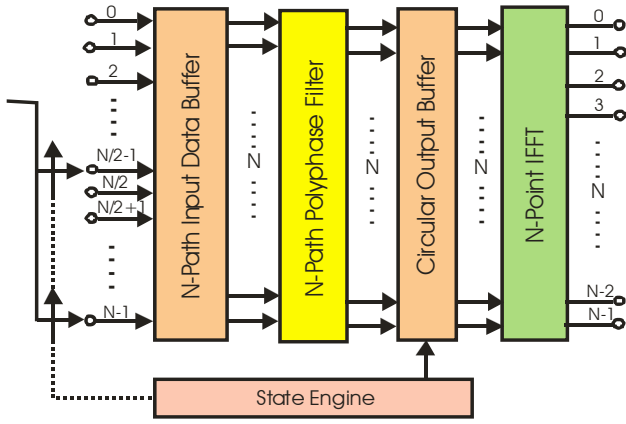 0
1
2
N/2-1
N/2
N/2+1
N-1
N-Path Input Data Buffer
N
N-Path Polyphase Filter
N
Circular Output Buffer
N-Point IFFT
0
1
2
3
N
N-2
N-1
State Engine